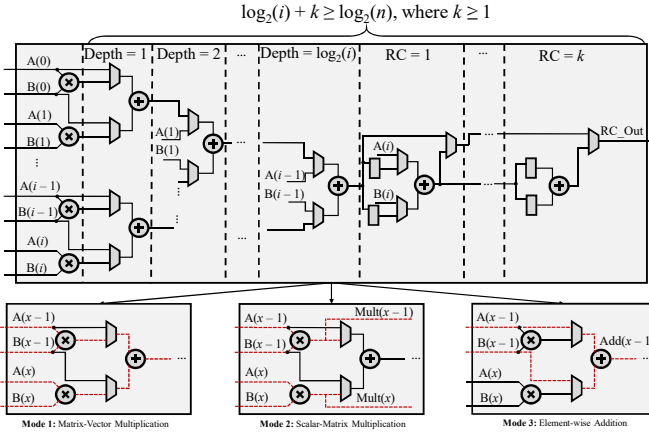 log₂(i) + k ≥ log₂(n), where k ≥ 1
Depth = 1 Depth = 2 ... Depth = log₂(i) RC = 1 ... RC = k
A(0)
B(0)
A(1)
B(1)
...
A(i−1)
B(i−1)
A(i)
B(i)
A(1)
B(1)
...
...
...
...
A(i−1)
B(i−1)
...
A(i)
B(i)
...
...
RC_Out
A(x−1)
B(x−1)
A(x)
B(x)
...
Mode 1: Matrix-Vector Multiplication
A(x−1)
B(x−1)
A(x)
B(x)
Mult(x−1)
Mult(x)
...
Mode 2: Scalar-Matrix Multiplication
A(x−1)
B(x−1)
A(x)
B(x)
Add(x−1)
...
Mode 3: Element-wise Addition